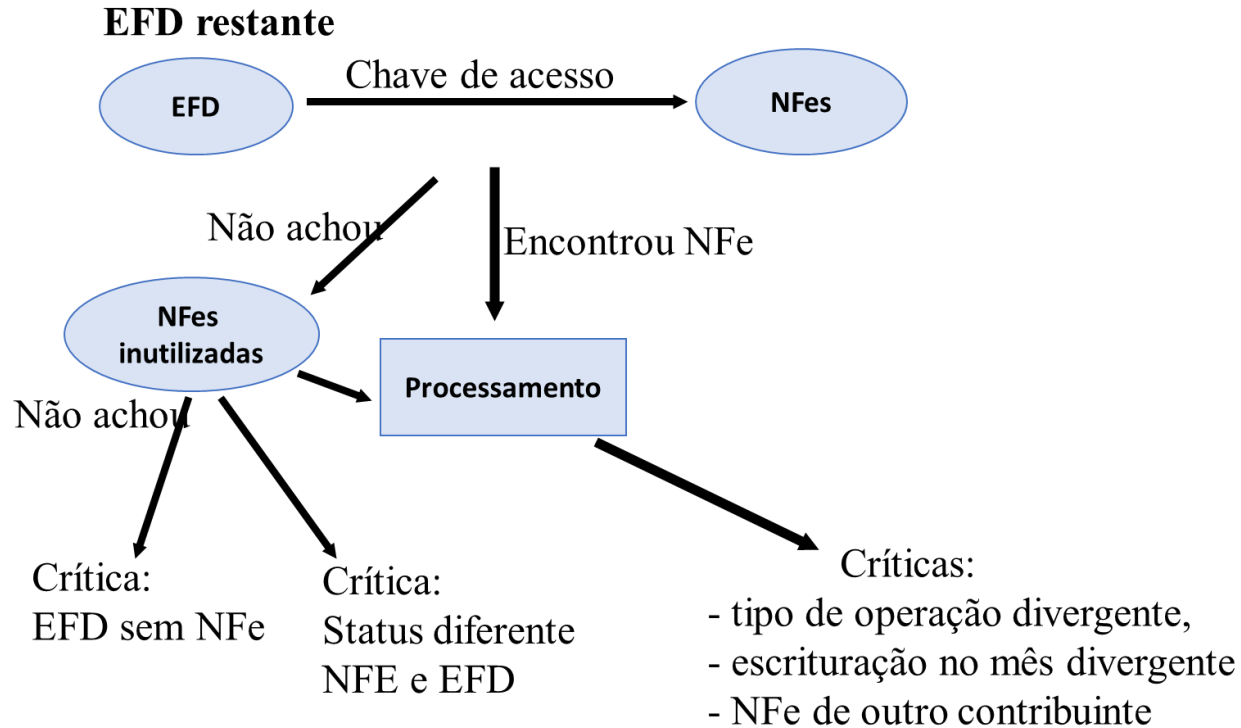 EFD restante
Chave de acesso
EFD
NFes
Não achou
Encontrou NFe
NFes
inutilizadas
Processamento
Não achou
Crítica:
EFD sem NFe
Crítica:
Status diferente
NFE e EFD
Críticas:
- tipo de operação divergente,
- escrituração no mês divergente
- NFe de outro contribuinte